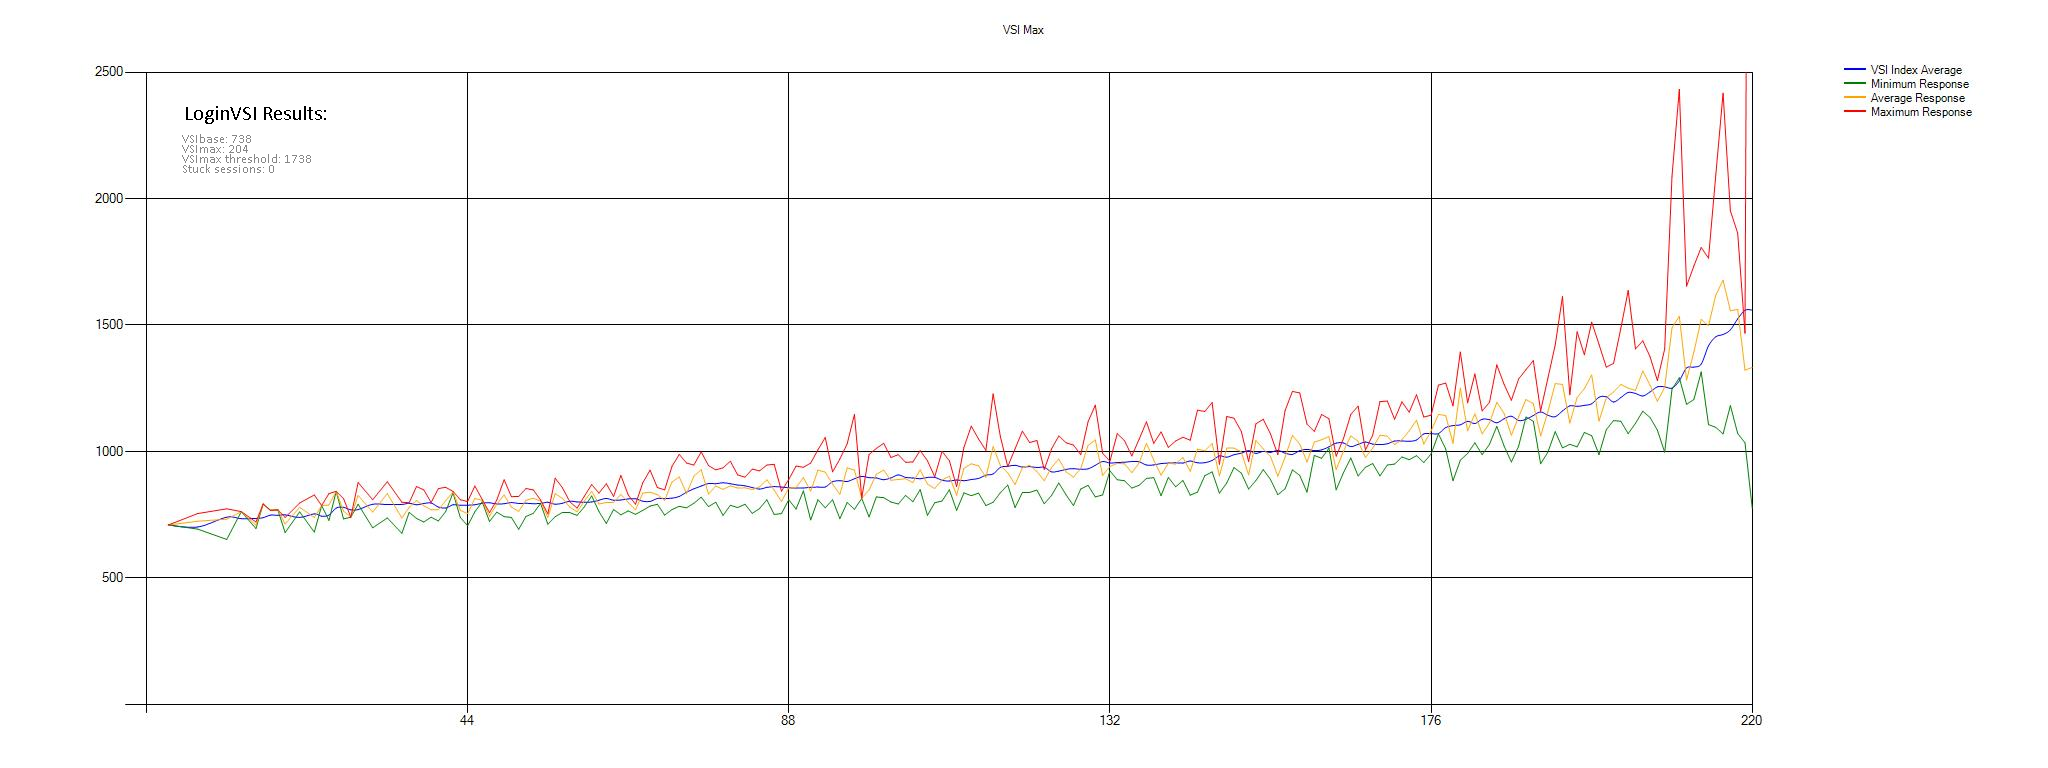 VSI Max
2500
2000
1500
1000
500
LoginVSI Results:
VSIbase: 738
VSImax: 204
VSImax threshold: 1738
Stuck sessions: 0
VSI Index Average
Minimum Response
Average Response
Maximum Response
44 88 132 176 220